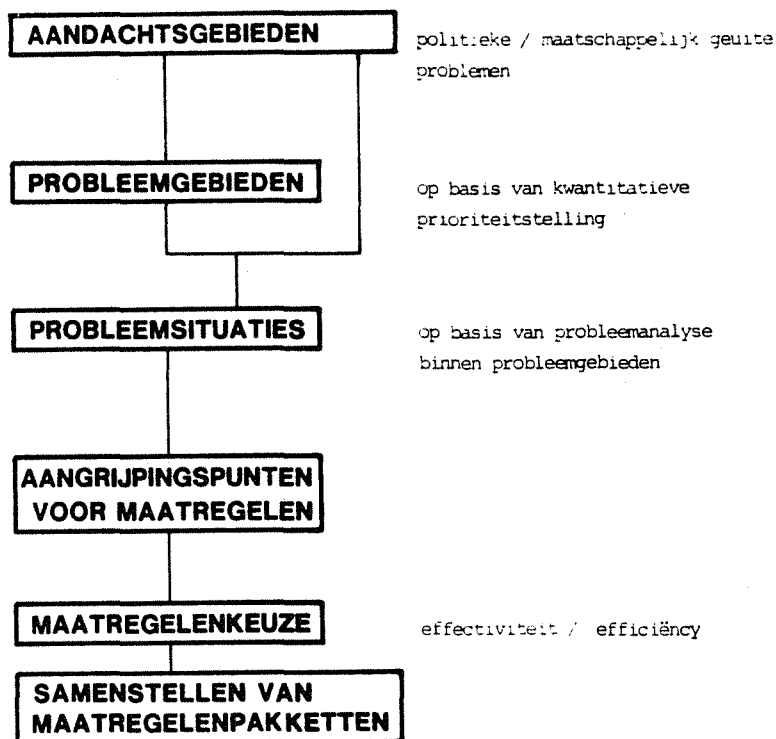 AANDACHTSGEBIEDEN
politieke / maatschappelijk geuite
problemen
PROBLEEMGEBIEDEN
op basis van kwantitatieve
prioriteitstelling
PROBLEEMSITUATIES
op basis van probleemanalyse
binnen probleemgebieden
AANGRIJPINGSPUNTEN
VOOR MAATREGELEN
MAATREGELENKEUZE
effectiviteit / efficiëncy
SAMENSTELLEN VAN
MAATREGELENPAKKETTEN